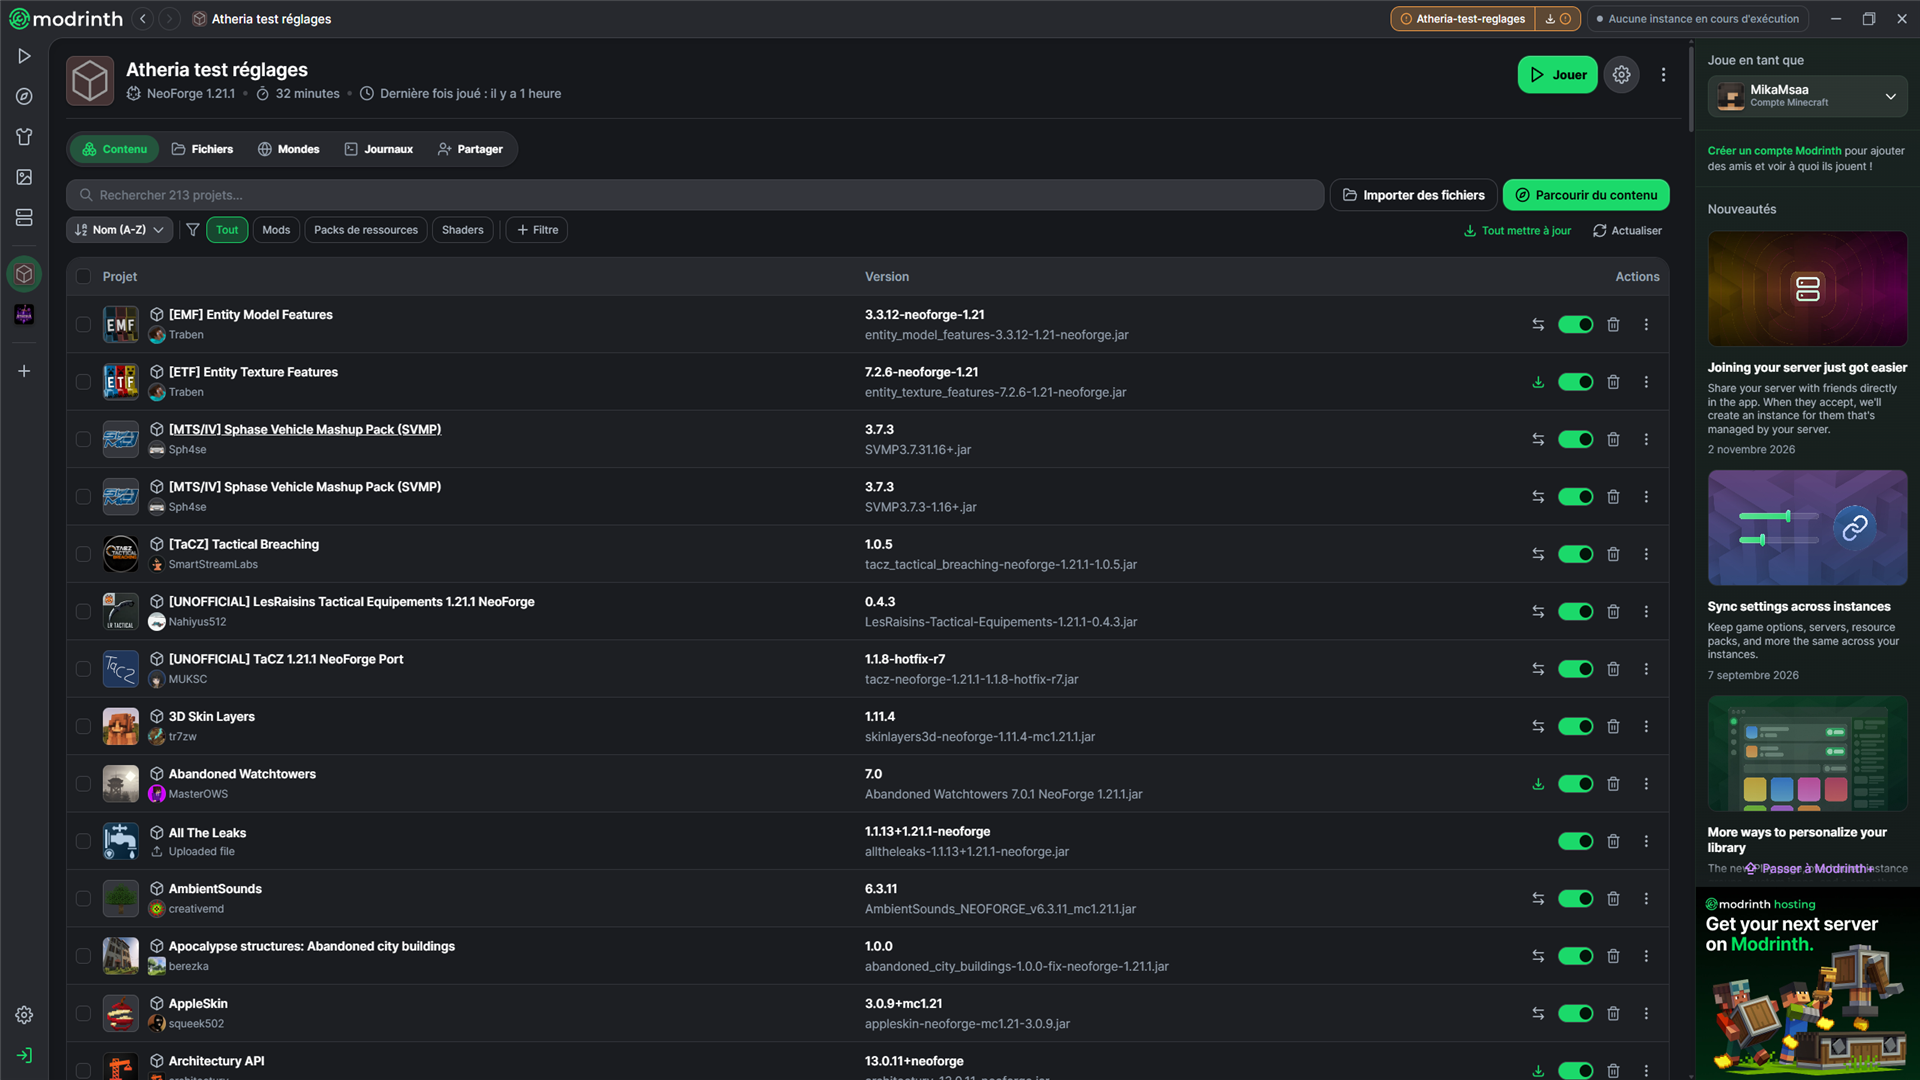 modrinth
Atheria test réglages
Atheria-test-reglages
Aucune instance en cours d'exécution
Atheria test réglages
NeoForge 1.21.1
32 minutes
Dernière fois joué : il y a 1 heure
Jouer
Contenu
Fichiers
Mondes
Journaux
Partager
Rechercher 213 projets...
Importer des fichiers
Parcourir du contenu
Nom (A-Z)
Tout
Mods
Packs de ressources
Shaders
Filtre
Tout mettre à jour
Actualiser
Projet
Version
Actions
EMF
[EMF] Entity Model Features
Traben
3.3.12-neoforge-1.21
entity_model_features-3.3.12-1.21-neoforge.jar
ETF
[ETF] Entity Texture Features
Traben
7.2.6-neoforge-1.21
entity_texture_features-7.2.6-1.21-neoforge.jar
[MTS/IV] Sphase Vehicle Mashup Pack (SVMP)
Sph4se
3.7.3
SVMP3.7.31.16+.jar
[MTS/IV] Sphase Vehicle Mashup Pack (SVMP)
Sph4se
3.7.3
SVMP3.7.3-1.16+.jar
[TaCZ] Tactical Breaching
SmartStreamLabs
1.0.5
tacz_tactical_breaching-neoforge-1.21.1-1.0.5.jar
LR TACTICAL
[UNOFFICIAL] LesRaisins Tactical Equipements 1.21.1 NeoForge
Nahiyus512
0.4.3
LesRaisins-Tactical-Equipements-1.21.1-0.4.3.jar
TaCZ
[UNOFFICIAL] TaCZ 1.21.1 NeoForge Port
MUKSC
1.1.8-hotfix-r7
tacz-neoforge-1.21.1-1.1.8-hotfix-r7.jar
3D Skin Layers
tr7zw
1.11.4
skinlayers3d-neoforge-1.11.4-mc1.21.1.jar
Abandoned Watchtowers
MasterOWS
7.0
Abandoned Watchtowers 7.0.1 NeoForge 1.21.1.jar
All The Leaks
Uploaded file
1.1.13+1.21.1-neoforge
alltheleaks-1.1.13+1.21.1-neoforge.jar
AmbientSounds
creativemd
6.3.11
AmbientSounds_NEOFORGE_v6.3.11_mc1.21.1.jar
Apocalypse structures: Abandoned city buildings
berezka
1.0.0
abandoned_city_buildings-1.0.0-fix-neoforge-1.21.1.jar
AppleSkin
squeek502
3.0.9+mc1.21
appleskin-neoforge-mc1.21-3.0.9.jar
Architectury API
13.0.11+neoforge
Joue en tant que
MikaMsaa
Compte Minecraft
Créer un compte Modrinth pour ajouter
des amis et voir à quoi ils jouent !
Nouveautés
Joining your server just got easier
Share your server with friends directly
in the app. When they accept, we'll
create an instance for them that's
managed by your server.
2 novembre 2026
Sync settings across instances
Keep game options, servers, resource
packs, and more the same across your
instances.
7 septembre 2026
More ways to personalize your
library
The new instance
Passer à Modrinth+
modrinth hosting
Get your next server
on Modrinth.